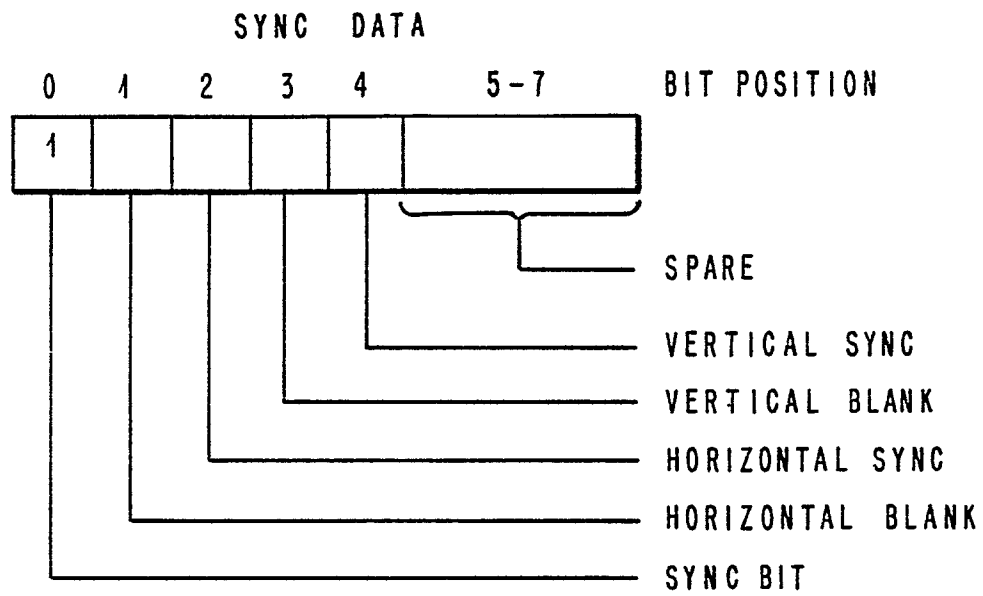 SYNC DATA
0 1 2 3 4 5-7 BIT POSITION
1
SPARE
VERTICAL SYNC
VERTICAL BLANK
HORIZONTAL SYNC
HORIZONTAL BLANK
SYNC BIT